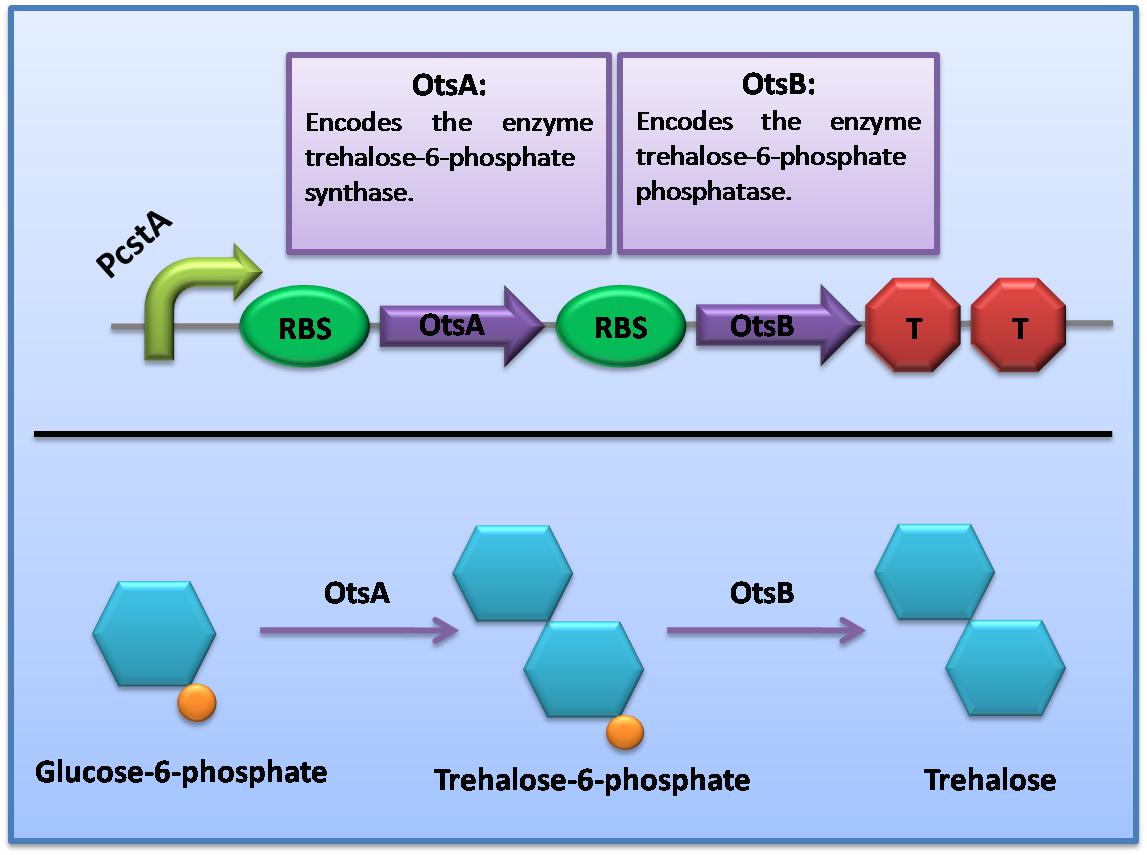 OtsA:
Encodes the enzyme
trehalose-6-phosphate
synthase.
OtsB:
Encodes the enzyme
trehalose-6-phosphate
phosphatase.
PcstA
RBS
OtsA
RBS
OtsB
T
T
OtsA
OtsB
Glucose-6-phosphate
Trehalose-6-phosphate
Trehalose